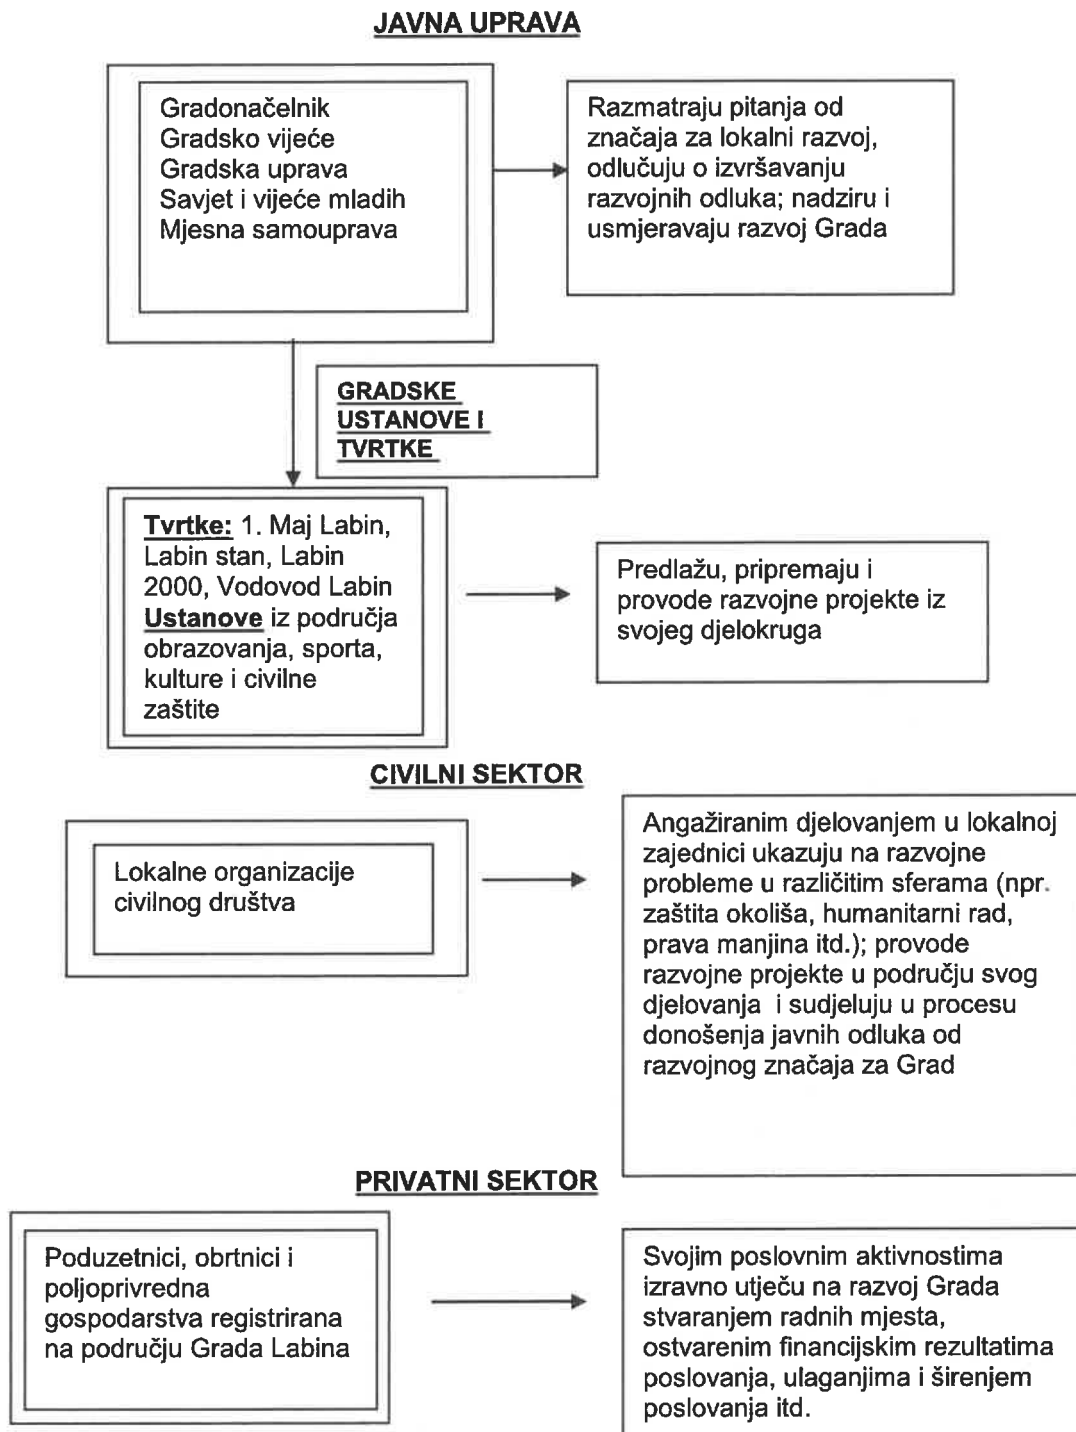 JAVNA UPRAVA
Gradonačelnik
Gradsko vijeće
Gradska uprava
Savjet i vijeće mladih
Mjesna samouprava
Razmatraju pitanja od
značaja za lokalni razvoj,
odlučuju o izvršavanju
razvojnih odluka; nadziru i
usmjeravaju razvoj Grada
GRADSKE
USTANOVE I
TVRTKE
Tvrtke: 1. Maj Labin,
Labin stan, Labin
2000, Vodovod Labin
Ustanove iz područja
obrazovanja, sporta,
kulture i civilne
zaštite
Predlažu, pripremaju i
provode razvojne projekte iz
svojeg djelokruga
CIVILNI SEKTOR
Lokalne organizacije
civilnog društva
Angažiranim djelovanjem u lokalnoj
zajednici ukazuju na razvojne
probleme u različitim sferama (npr.
zaštita okoliša, humanitarni rad,
prava manjina itd.); provode
razvojne projekte u području svog
djelovanja i sudjeluju u procesu
donošenja javnih odluka od
razvojnog značaja za Grad
PRIVATNI SEKTOR
Poduzetnici, obrtnici i
poljoprivredna
gospodarstva registrirana
na području Grada Labina
Svojim poslovnim aktivnostima
izravno utječu na razvoj Grada
stvaranjem radnih mjesta,
ostvarenim financijskim rezultatima
poslovanja, ulaganjima i širenjem
poslovanja itd.